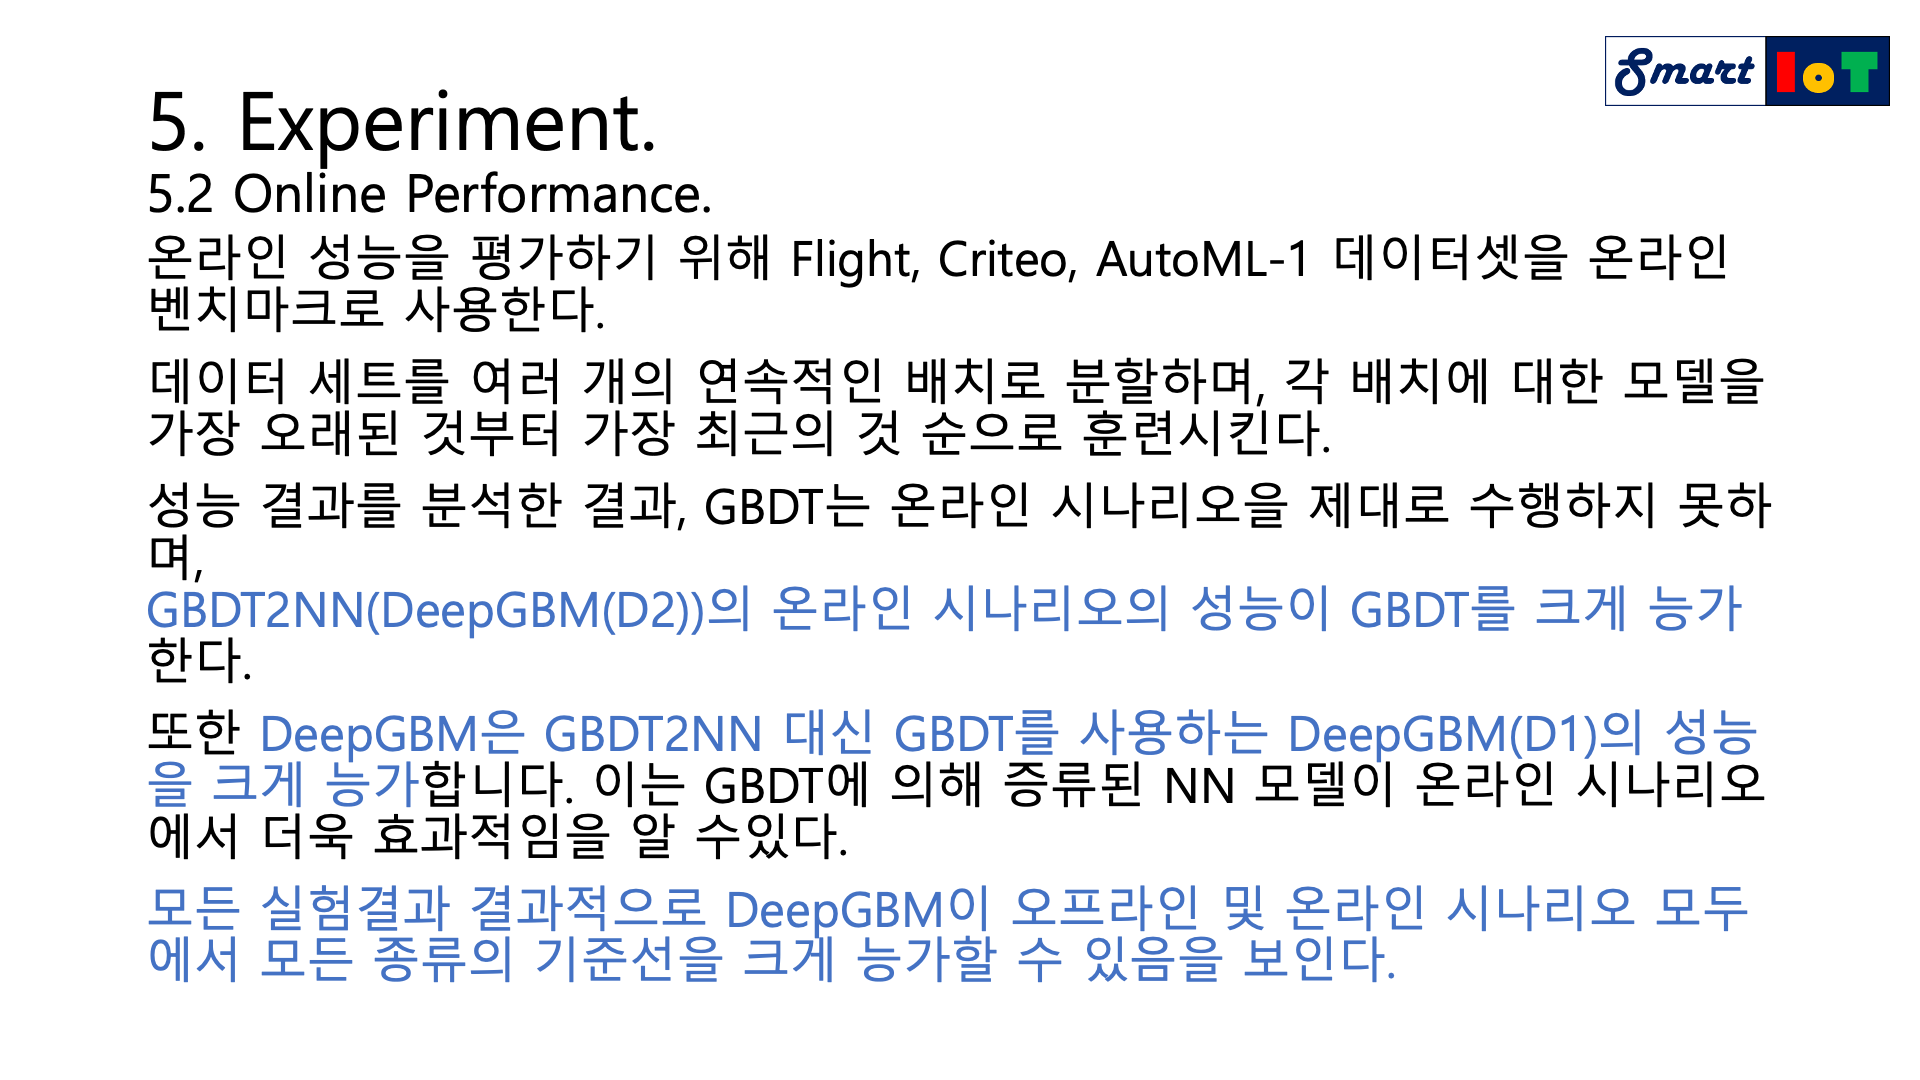 Smart IoT
5. Experiment.
5.2 Online Performance.
온라인 성능을 평가하기 위해 Flight, Criteo, AutoML-1 데이터셋을 온라인
벤치마크로 사용한다.
데이터 세트를 여러 개의 연속적인 배치로 분할하며, 각 배치에 대한 모델을
가장 오래된 것부터 가장 최근의 것 순으로 훈련시킨다.
성능 결과를 분석한 결과, GBDT는 온라인 시나리오을 제대로 수행하지 못하
며,
GBDT2NN(DeepGBM(D2))의 온라인 시나리오의 성능이 GBDT를 크게 능가
한다.
또한 DeepGBM은 GBDT2NN 대신 GBDT를 사용하는 DeepGBM(D1)의 성능
을 크게 능가합니다. 이는 GBDT에 의해 증류된 NN 모델이 온라인 시나리오
에서 더욱 효과적임을 알 수있다.
모든 실험결과 결과적으로 DeepGBM이 오프라인 및 온라인 시나리오 모두
에서 모든 종류의 기준선을 크게 능가할 수 있음을 보인다.